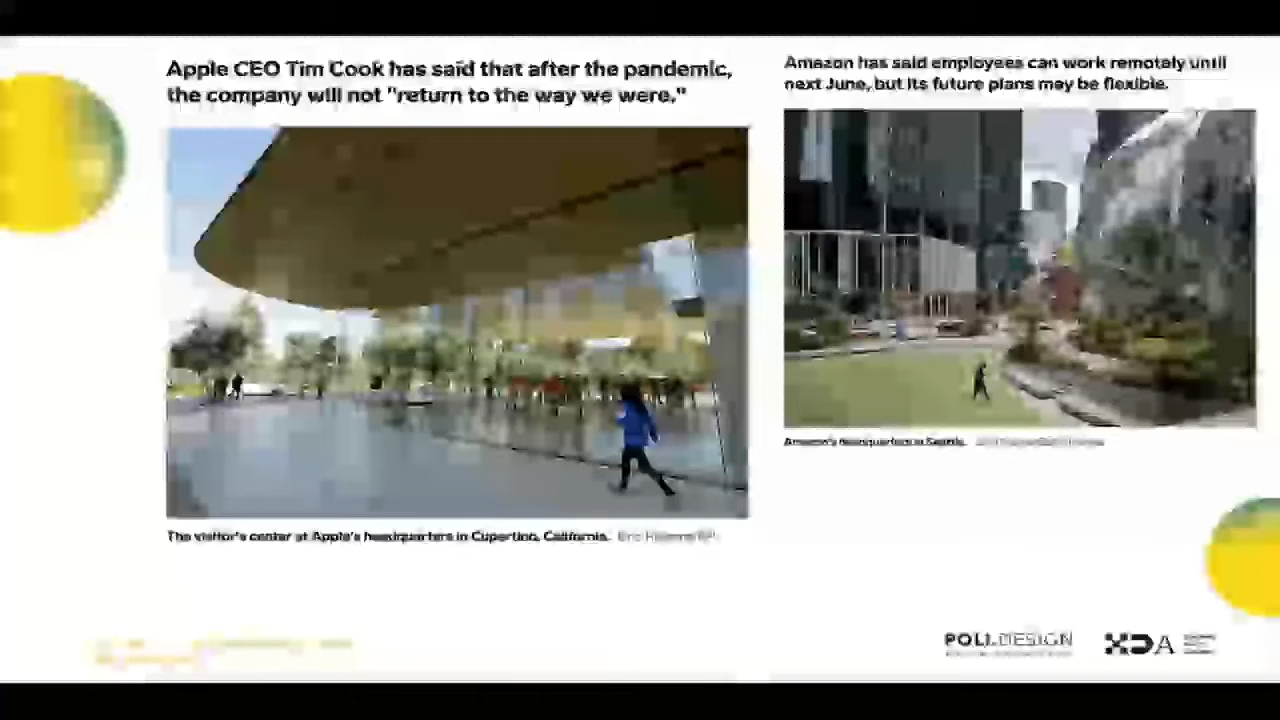 Apple CEO Tim Cook has said that after the pandemic,
the company will not "return to the way we were."
Amazon has said employees can work remotely until
next June, but its future plans may be flexible.
The visitor's center at Apple's headquarters in Cupertino, California.
Amazon's headquarters in Seattle.
POLI.DESIGN
XDA